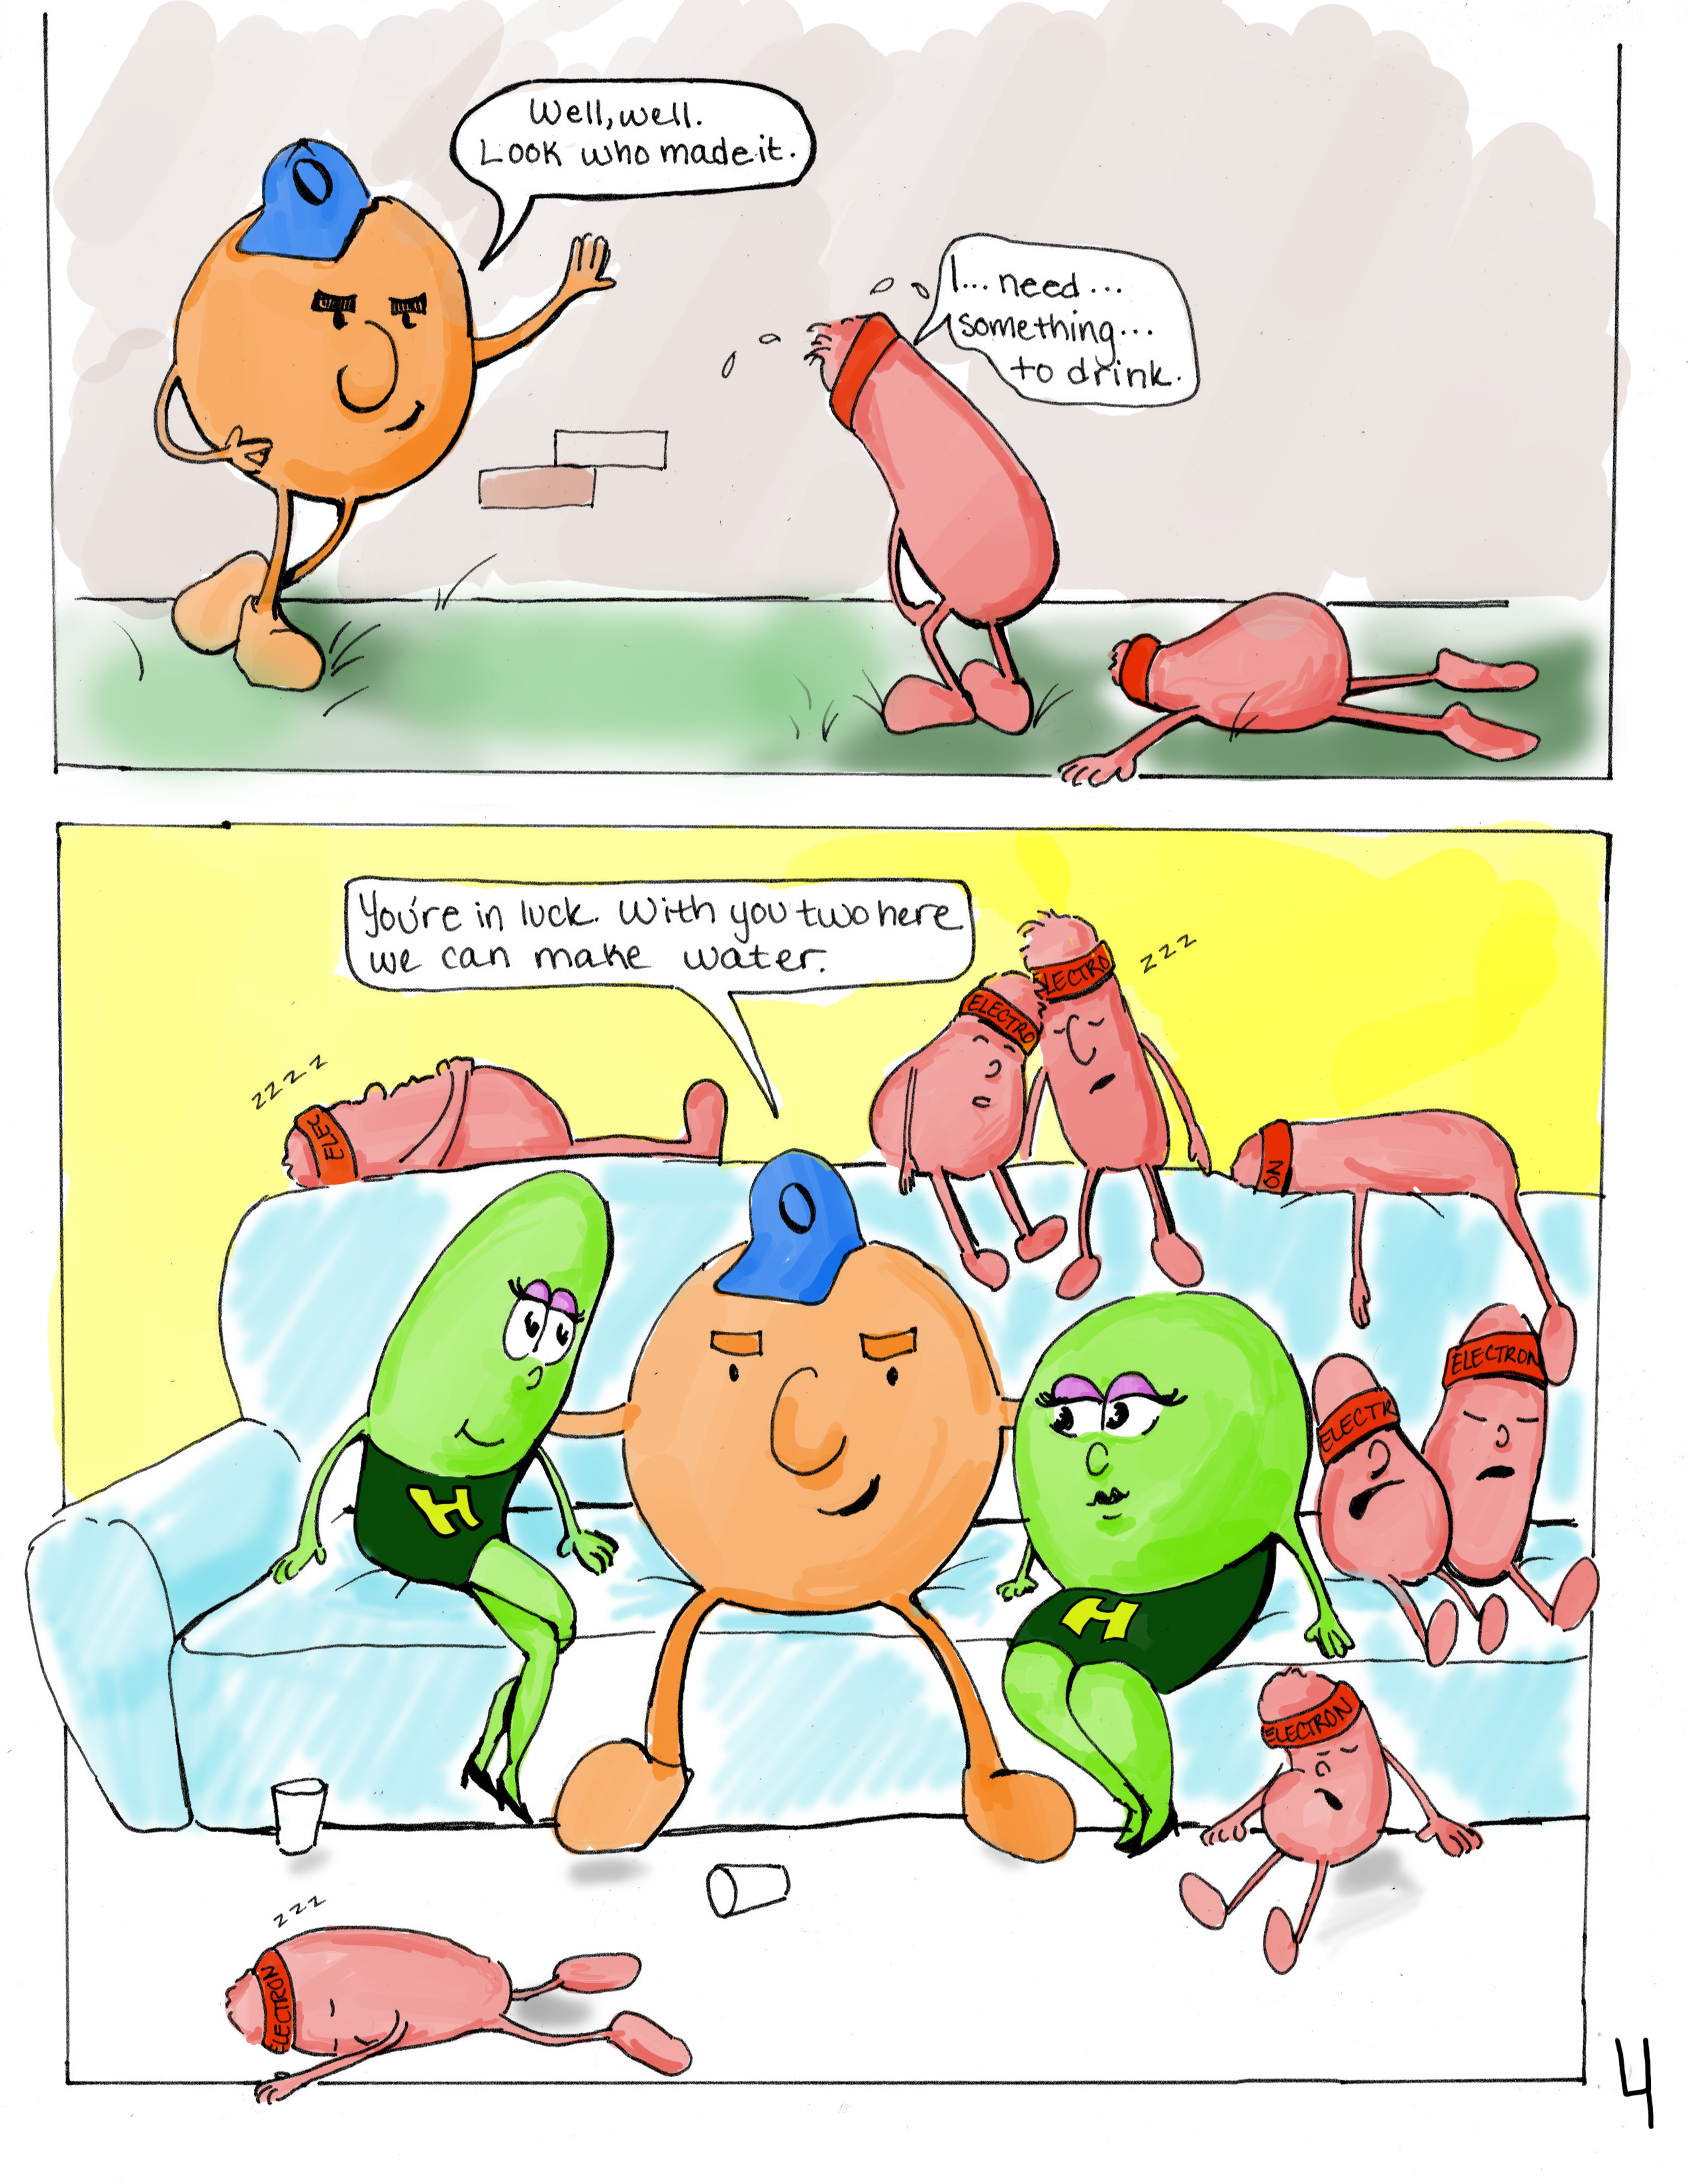 O
Well, well.
Look who made it.
I... need...
something...
to drink.
You're in luck. With you two here
we can make water.
ELECTRO
zzz
ELECTRO
zzzz
ELEC
ON
O
ELECTRON
ELECTR
H
H
ELECTRON
zzz
ELECTRON
4